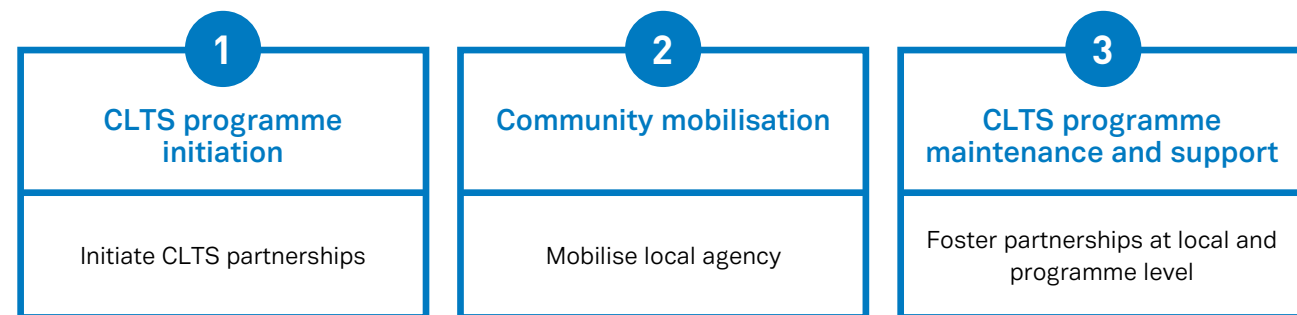 1
CLTS programme
initiation
Initiate CLTS partnerships
2
Community mobilisation
Mobilise local agency
3
CLTS programme
maintenance and support
Foster partnerships at local and
programme level